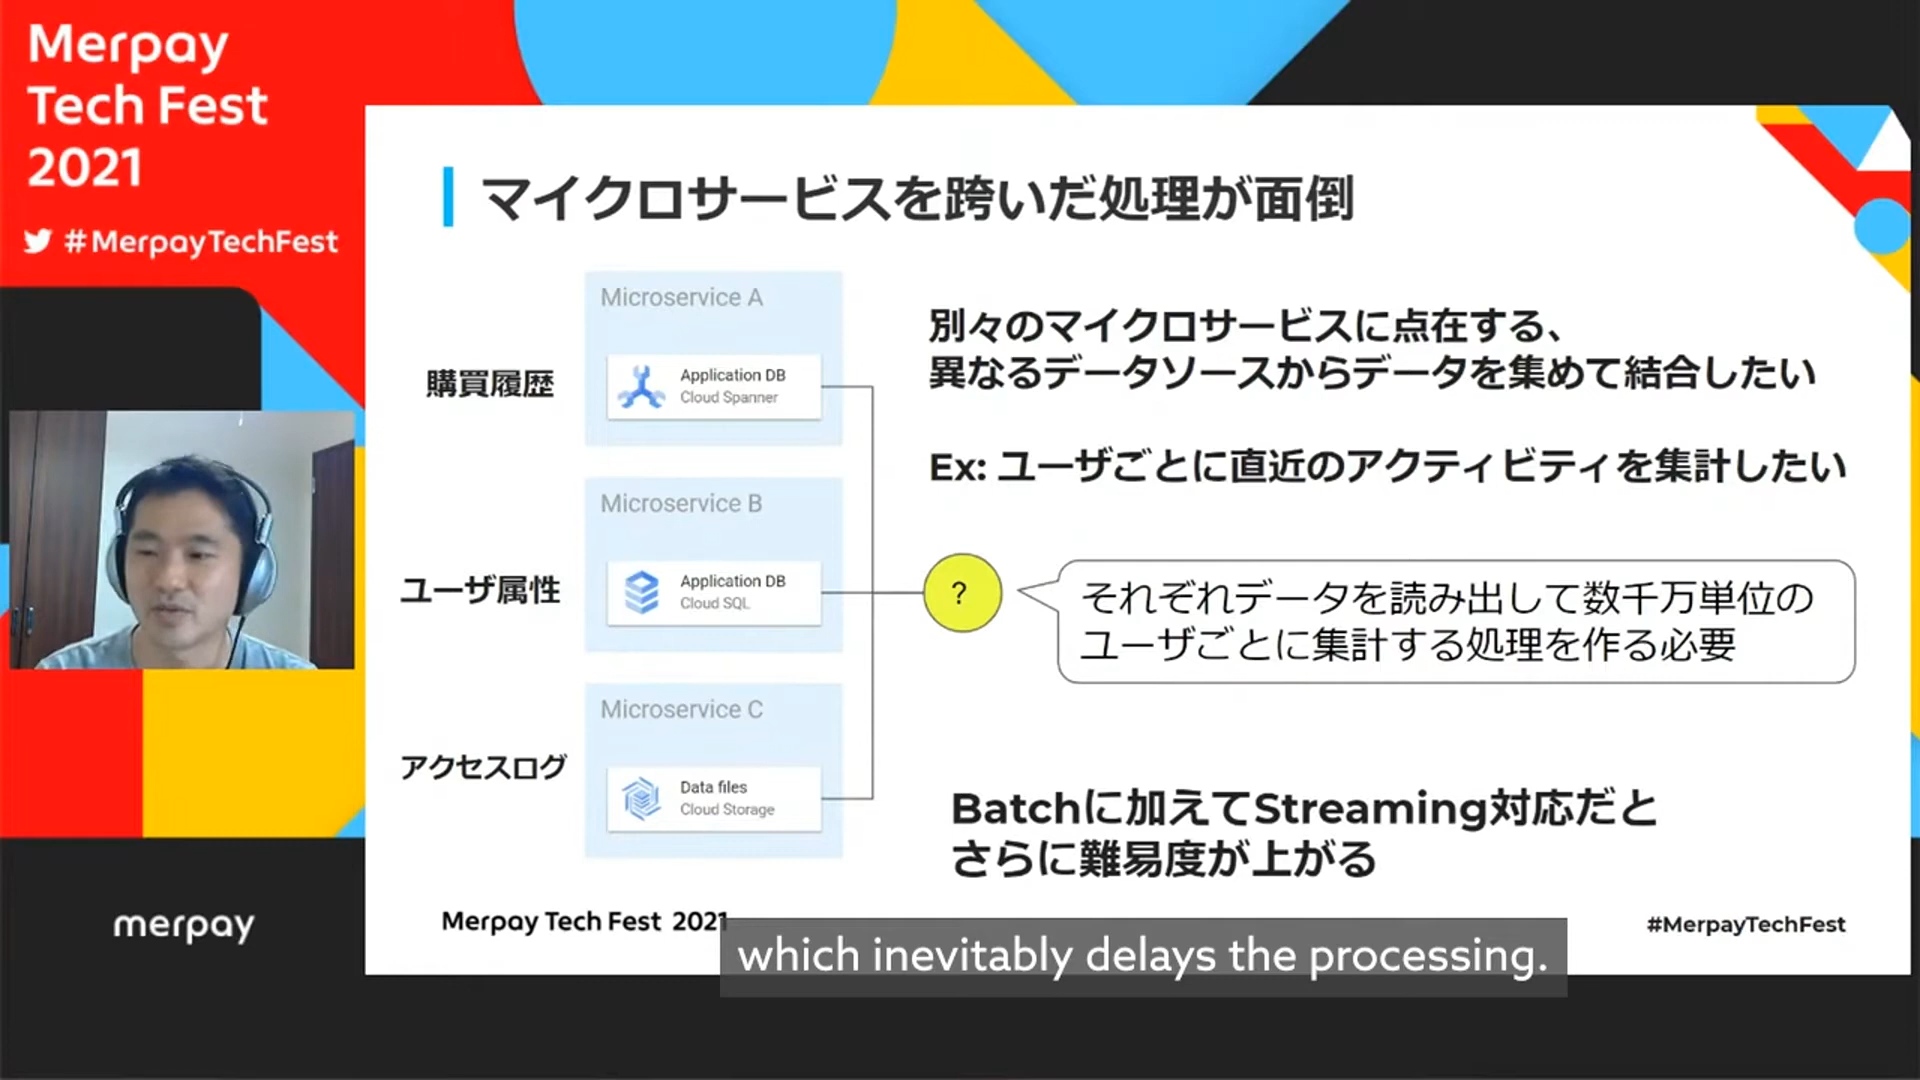 Merpay
Tech Fest
2021
#MerpayTechFest
マイクロサービスを跨いだ処理が面倒
購買履歴
Microservice A
Application DB
Cloud Spanner
ユーザ属性
Microservice B
Application DB
Cloud SQL
アクセスログ
Microservice C
Data files
Cloud Storage
別々のマイクロサービスに点在する、
異なるデータソースからデータを集めて結合したい
Ex: ユーザごとに直近のアクティビティを集計したい
?
それぞれデータを読み出して数千万単位の
ユーザごとに集計する処理を作る必要
Batchに加えてStreaming対応だと
さらに難易度が上がる
merpay
Merpay Tech Fest 2021
#MerpayTechFest
which inevitably delays the processing.